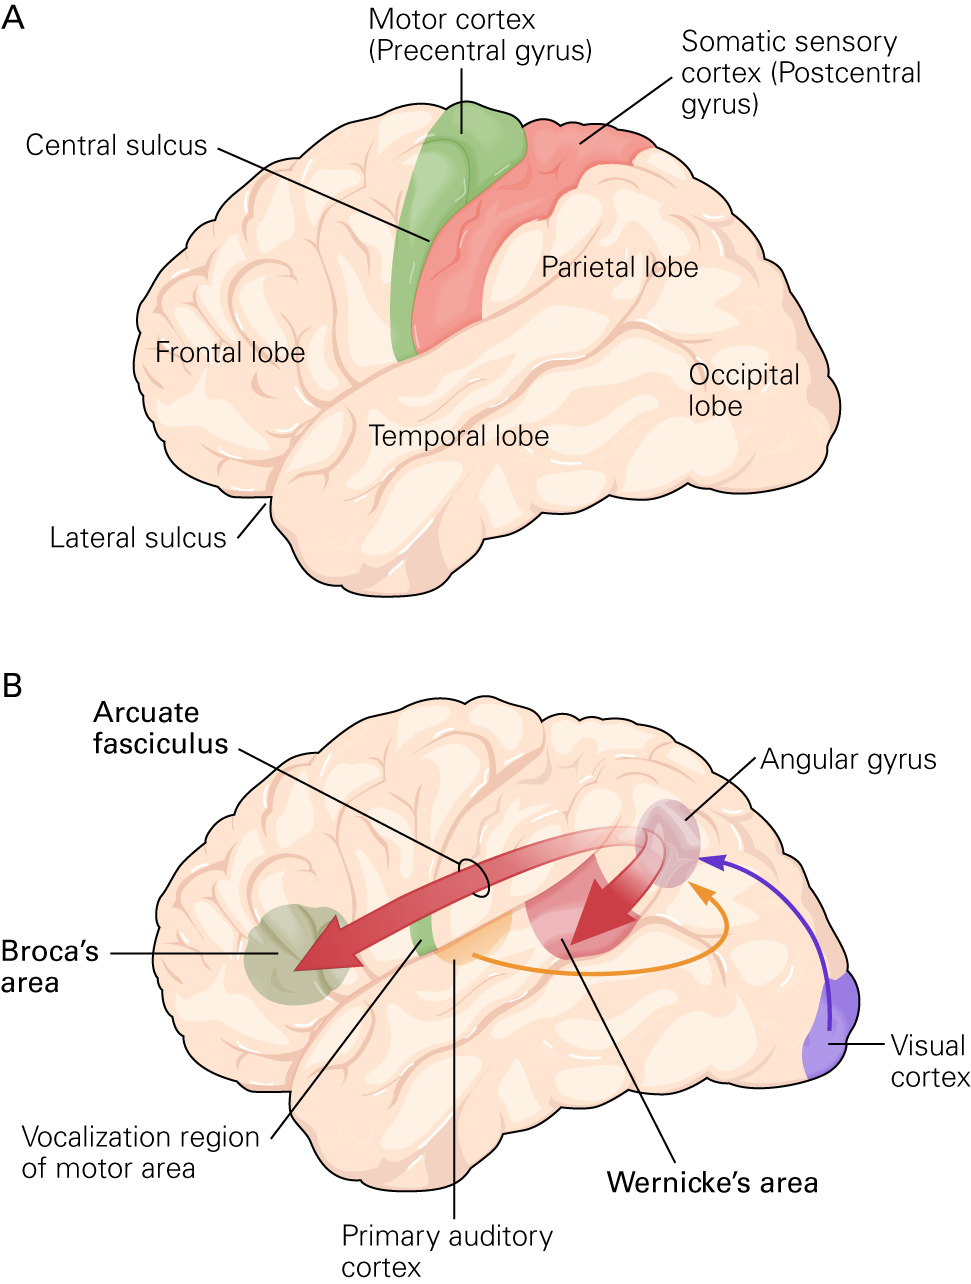 A
Motor cortex
(Precentral gyrus)
Somatic sensory
cortex (Postcentral
gyrus)
Central sulcus
Parietal lobe
Frontal lobe
Occipital
lobe
Temporal lobe
Lateral sulcus
B
Arcuate
fasciculus
Angular gyrus
Broca’s
area
Visual
cortex
Vocalization region
of motor area
Wernicke’s area
Primary auditory
cortex